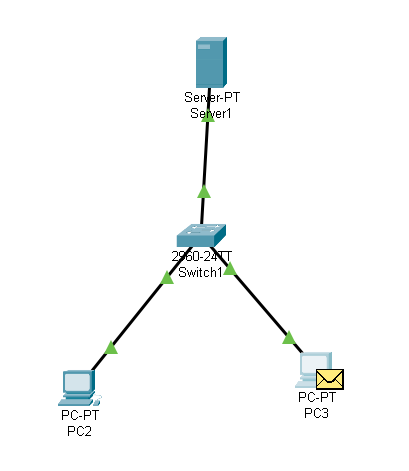 Server-PT
Server1
2960-24TT
Switch1
PC-PT
PC2
PC-PT
PC3